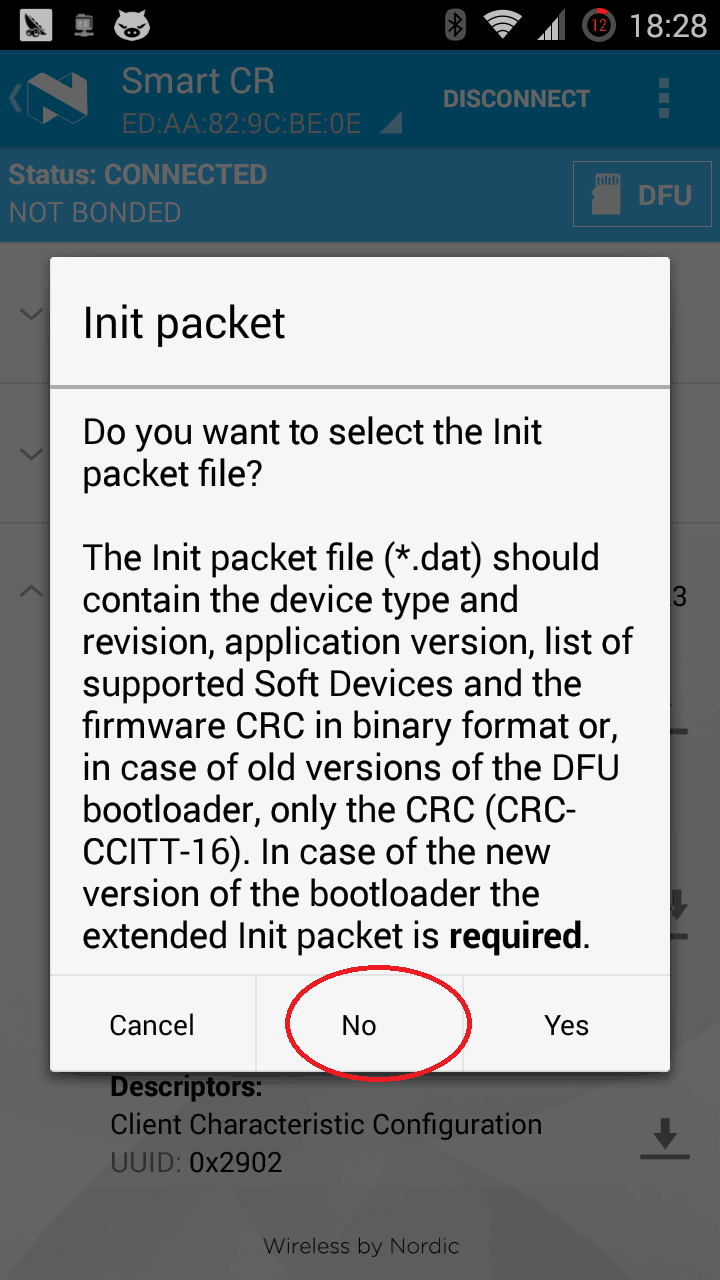 12 18:28
Smart CR
DISCONNECT
ED:AA:82:9C:BE:0E
Status: CONNECTED
NOT BONDED
DFU
Init packet
Do you want to select the Init
packet file?
The Init packet file (*.dat) should
contain the device type and
revision, application version, list of
supported Soft Devices and the
firmware CRC in binary format or,
in case of old versions of the DFU
bootloader, only the CRC (CRC-
CCITT-16). In case of the new
version of the bootloader the
extended Init packet is required.
3
Cancel No Yes
Descriptors:
Client Characteristic Configuration
UUID: 0x2902
Wireless by Nordic